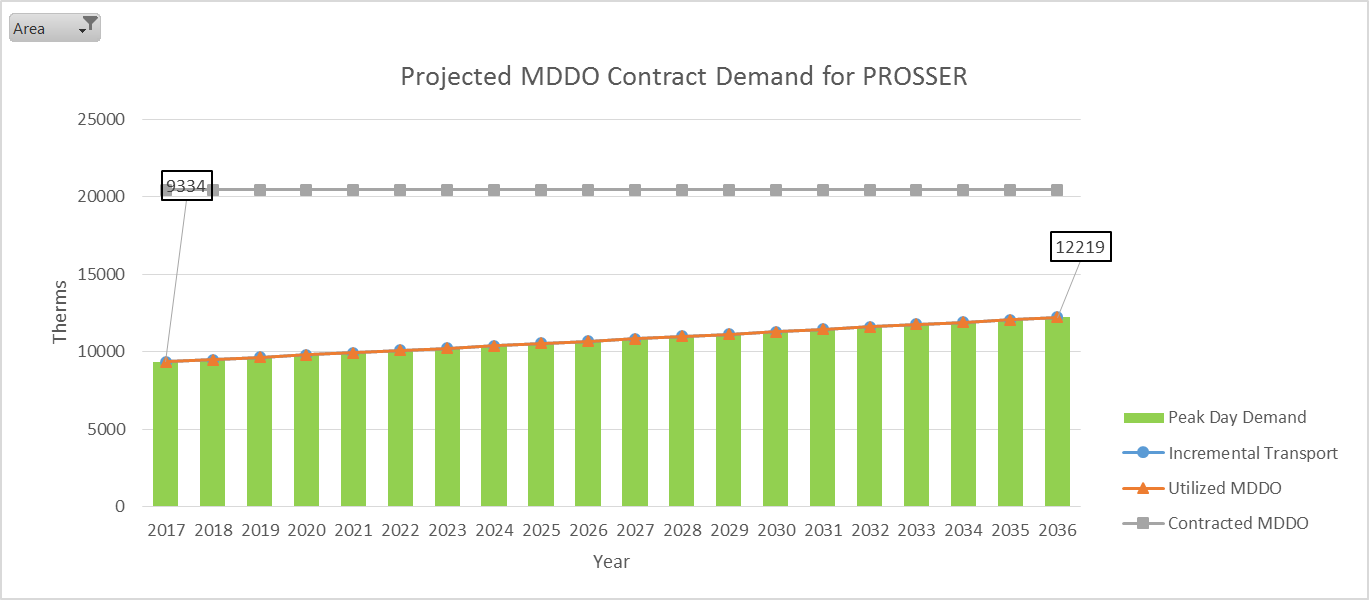 Area
Projected MDDO Contract Demand for PROSSER
25000
20000
15000
10000
5000
0
Therms
9334
12219
2017 2018 2019 2020 2021 2022 2023 2024 2025 2026 2027 2028 2029 2030 2031 2032 2033 2034 2035 2036
Year
Peak Day Demand
Incremental Transport
Utilized MDDO
Contracted MDDO